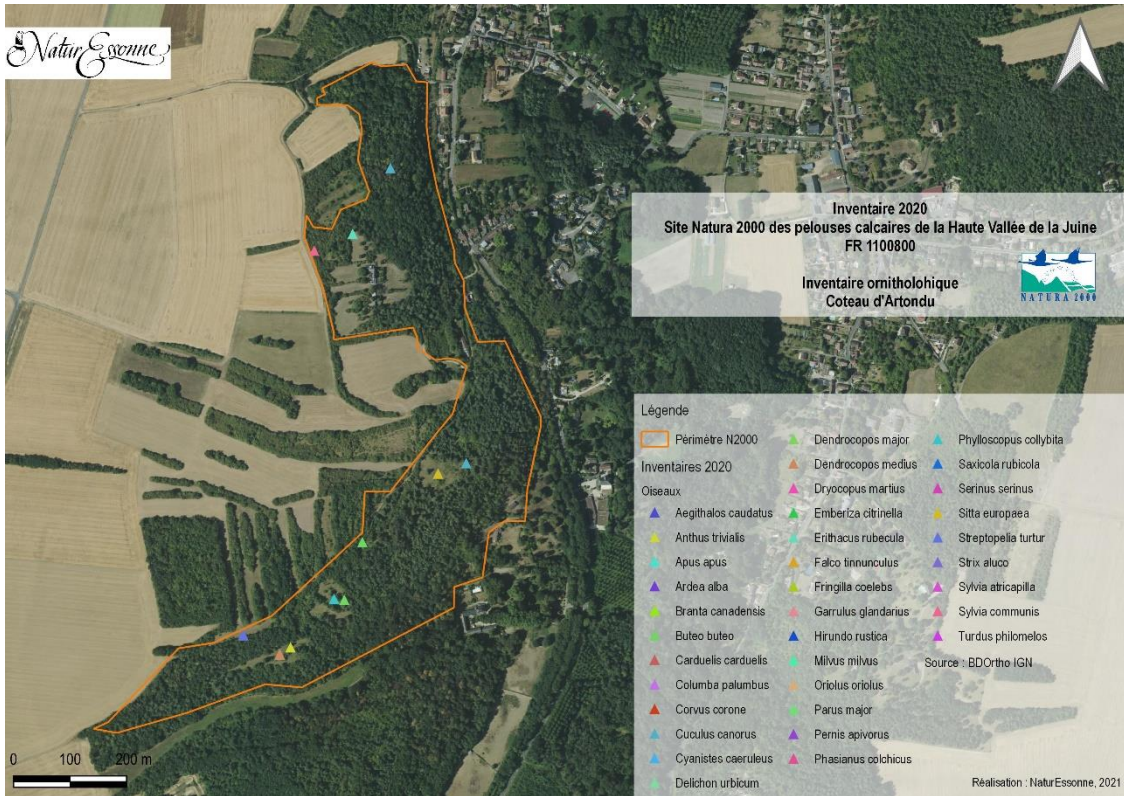 NaturEssonne
Inventaire 2020
Site Natura 2000 des pelouses calcaires de la Haute Vallée de la Juine
FR 1100800
Inventaire ornitholohique
Coteau d'Artondu
NATURA 2000
Légende
Périmètre N2000
Inventaires 2020
Oiseaux
Aegithalos caudatus
Anthus trivialis
Apus apus
Ardea alba
Branta canadensis
Buteo buteo
Carduelis carduelis
Columba palumbus
Corvus corone
Cuculus canorus
Cyanistes caeruleus
Delichon urbicum
Dendrocopos major
Dendrocopos medius
Dryocopus martius
Emberiza citrinella
Erithacus rubecula
Falco tinnunculus
Fringilla coelebs
Garrulus glandarius
Hirundo rustica
Milvus milvus
Oriolus oriolus
Parus major
Pernis apivorus
Phasianus colchicus
Phylloscopus collybita
Saxicola rubicola
Serinus serinus
Sitta europaea
Streptopelia turtur
Strix aluco
Sylvia atricapilla
Sylvia communis
Turdus philomelos
Source : BDOrtho IGN
0 100 200 m
Réalisation : NaturEssonne, 2021